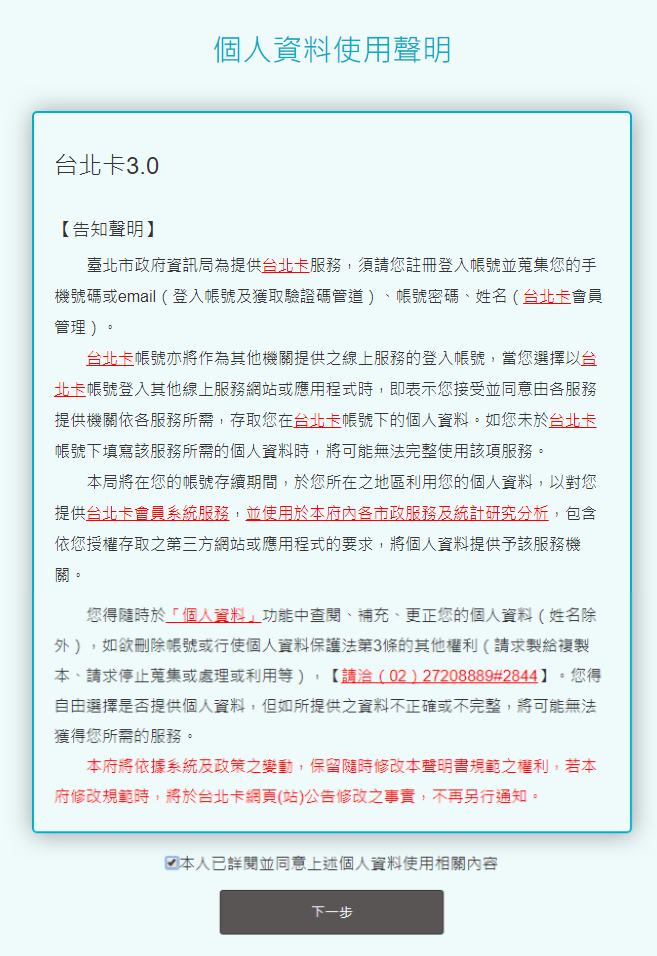 個人資料使用聲明
台北卡3.0
【告知聲明】
臺北市政府資訊局為提供台北卡服務，須請您註冊登入帳號並蒐集您的手
機號碼或email（登入帳號及獲取驗證碼管道）、帳號密碼、姓名（台北卡會員
管理）。
台北卡帳號亦將作為其他機關提供之線上服務的登入帳號，當您選擇以台
北卡帳號登入其他線上服務網站或應用程式時，即表示您接受並同意由各服務
提供機關依各服務所需，存取您在台北卡帳號下的個人資料。如您未於台北卡
帳號下填寫該服務所需的個人資料時，將可能無法完整使用該項服務。
本局將在您的帳號存續期間，於您所在之地區利用您的個人資料，以對您
提供台北卡會員系統服務，並使用於本府內各市政服務及統計研究分析，包含
依您授權存取之第三方網站或應用程式的要求，將個人資料提供予該服務機
關。
您得隨時於「個人資料」功能中查閱、補充、更正您的個人資料（姓名除
外），如欲刪除帳號或行使個人資料保護法第3條的其他權利（請求製給複製
本、請求停止蒐集或處理或利用等），【請洽（02）27208889#2844】。您得
自由選擇是否提供個人資料，但如所提供之資料不正確或不完整，將可能無法
獲得您所需的服務。
本府將依據系統及政策之變動，保留隨時修改本聲明書規範之權利，若本
府修改規範時，將於台北卡網頁(站)公告修改之事實，不再另行通知。
本人已詳閱並同意上述個人資料使用相關內容
下一步